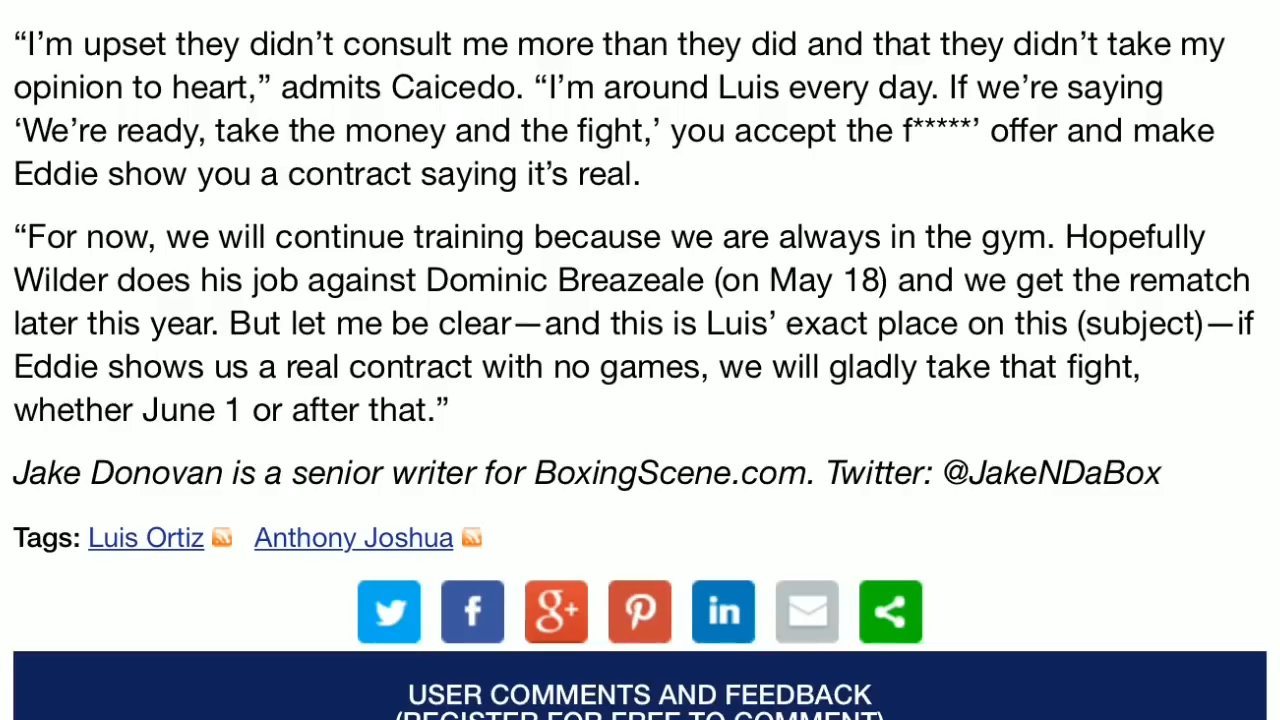 “I’m upset they didn’t consult me more than they did and that they didn’t take my
opinion to heart,” admits Caicedo. “I’m around Luis every day. If we’re saying
‘We’re ready, take the money and the fight,’ you accept the f*****’ offer and make
Eddie show you a contract saying it’s real.
“For now, we will continue training because we are always in the gym. Hopefully
Wilder does his job against Dominic Breazeale (on May 18) and we get the rematch
later this year. But let me be clear—and this is Luis’ exact place on this (subject)—if
Eddie shows us a real contract with no games, we will gladly take that fight,
whether June 1 or after that.”
Jake Donovan is a senior writer for BoxingScene.com. Twitter: @JakeNDaBox
Tags: Luis Ortiz Anthony Joshua
f g+ in
USER COMMENTS AND FEEDBACK
(REGISTER FOR FREE TO COMMENT)